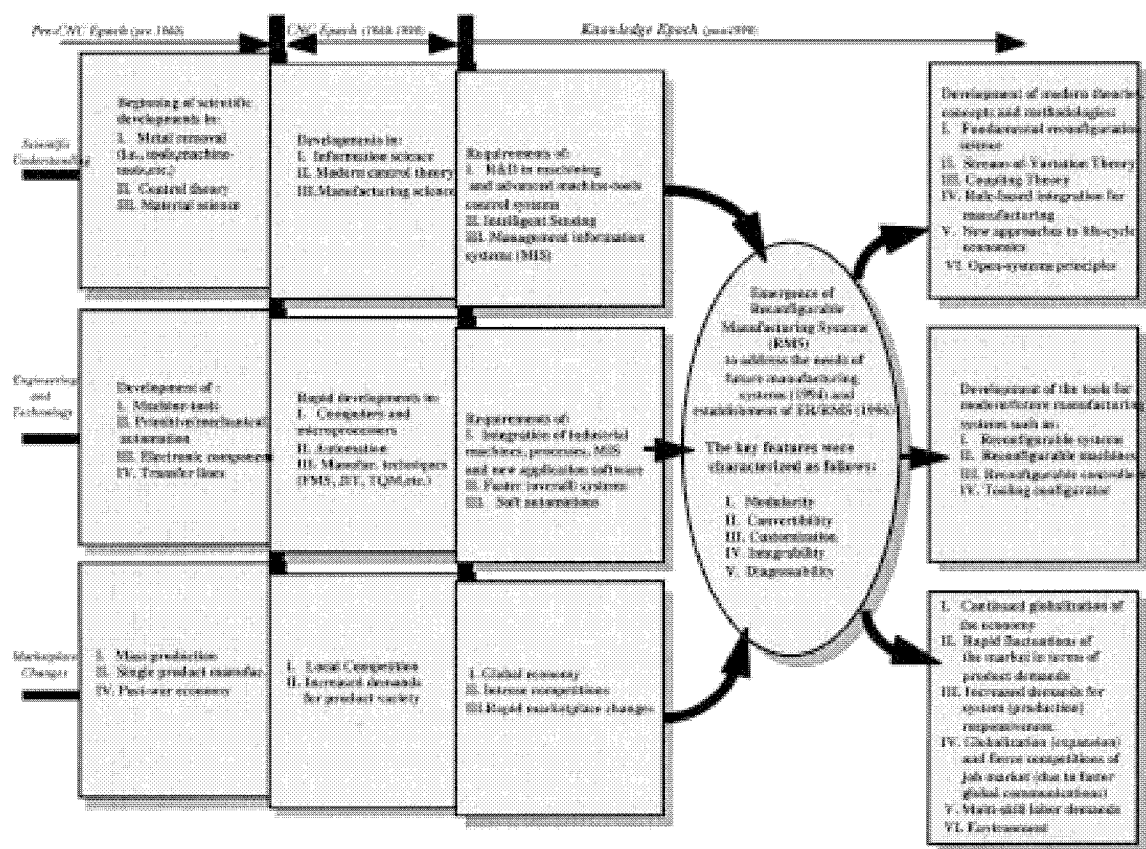 Pre-CNC Epoch (pre.1960)
CNC Epoch (1960-1990)
Knowledge Epoch (post1990)
Scientific
Understanding
Beginning of scientific
developments in:
I. Metal removal
(i.e., tools,machine-
tools,etc.)
II. Control theory
III. Material science
Developments in:
I. Information science
II. Modern control theory
III.Manufacturing science
Requirements of:
I. R&D in machining
and advanced machine-tools
control systems
II. Intelligent Sensing
III. Management information
systems (MIS)
Development of modern theories,
concepts and methodologies:
I. Fundamental reconfiguration
science
II. Stream-of-Variation Theory
III. Coupling Theory
IV. Rule-based integration for
manufacturing
V. New approaches to life-cycle
economics
VI. Open-systems principles
Emergence of
Reconfigurable
Manufacturing Systems
(RMS)
to address the needs of
future manufacturing
systems (1994) and
establishment of ERC/RMS (1996)
The key features were
characterized as follows:
I. Modularity
II. Convertibility
III. Customization
IV. Integrability
V. Diagnosability
Engineering
and
Technology
Development of :
I. Machine-tools
II. Primitive/mechanical
automation
III. Electronic component
IV. Transfer lines
Rapid developments in:
I. Computers and
microprocessors
II. Automation
III. Manufac. techniques
(FMS, JIT, TQM,etc.)
Requirements of:
I. Integration of industrial
machines, processes, MIS
and new application software
II. Faster (overall) systems
III. Soft automations
Development of the tools for
modern/future manufacturing
systems such as:
I. Reconfigurable systems
II. Reconfigurable machines
III. Reconfigurable controllers
IV. Tooling configurator
Marketplace
Changes
I. Mass production
II. Single product manufac.
IV. Post-war economy
I. Local Competition
II. Increased demands
for product variety
I. Global economy
II. Intense competitions
III.Rapid marketplace changes
I. Continued globalization of
the economy
II. Rapid fluctuations of
the market in terms of
product demands
III. Increased demands for
system (production)
responsiveness
IV. Globalization (expansion)
and fierce competitions of
job market (due to faster
global communications)
V. Multi-skill labor demands
VI. Environment